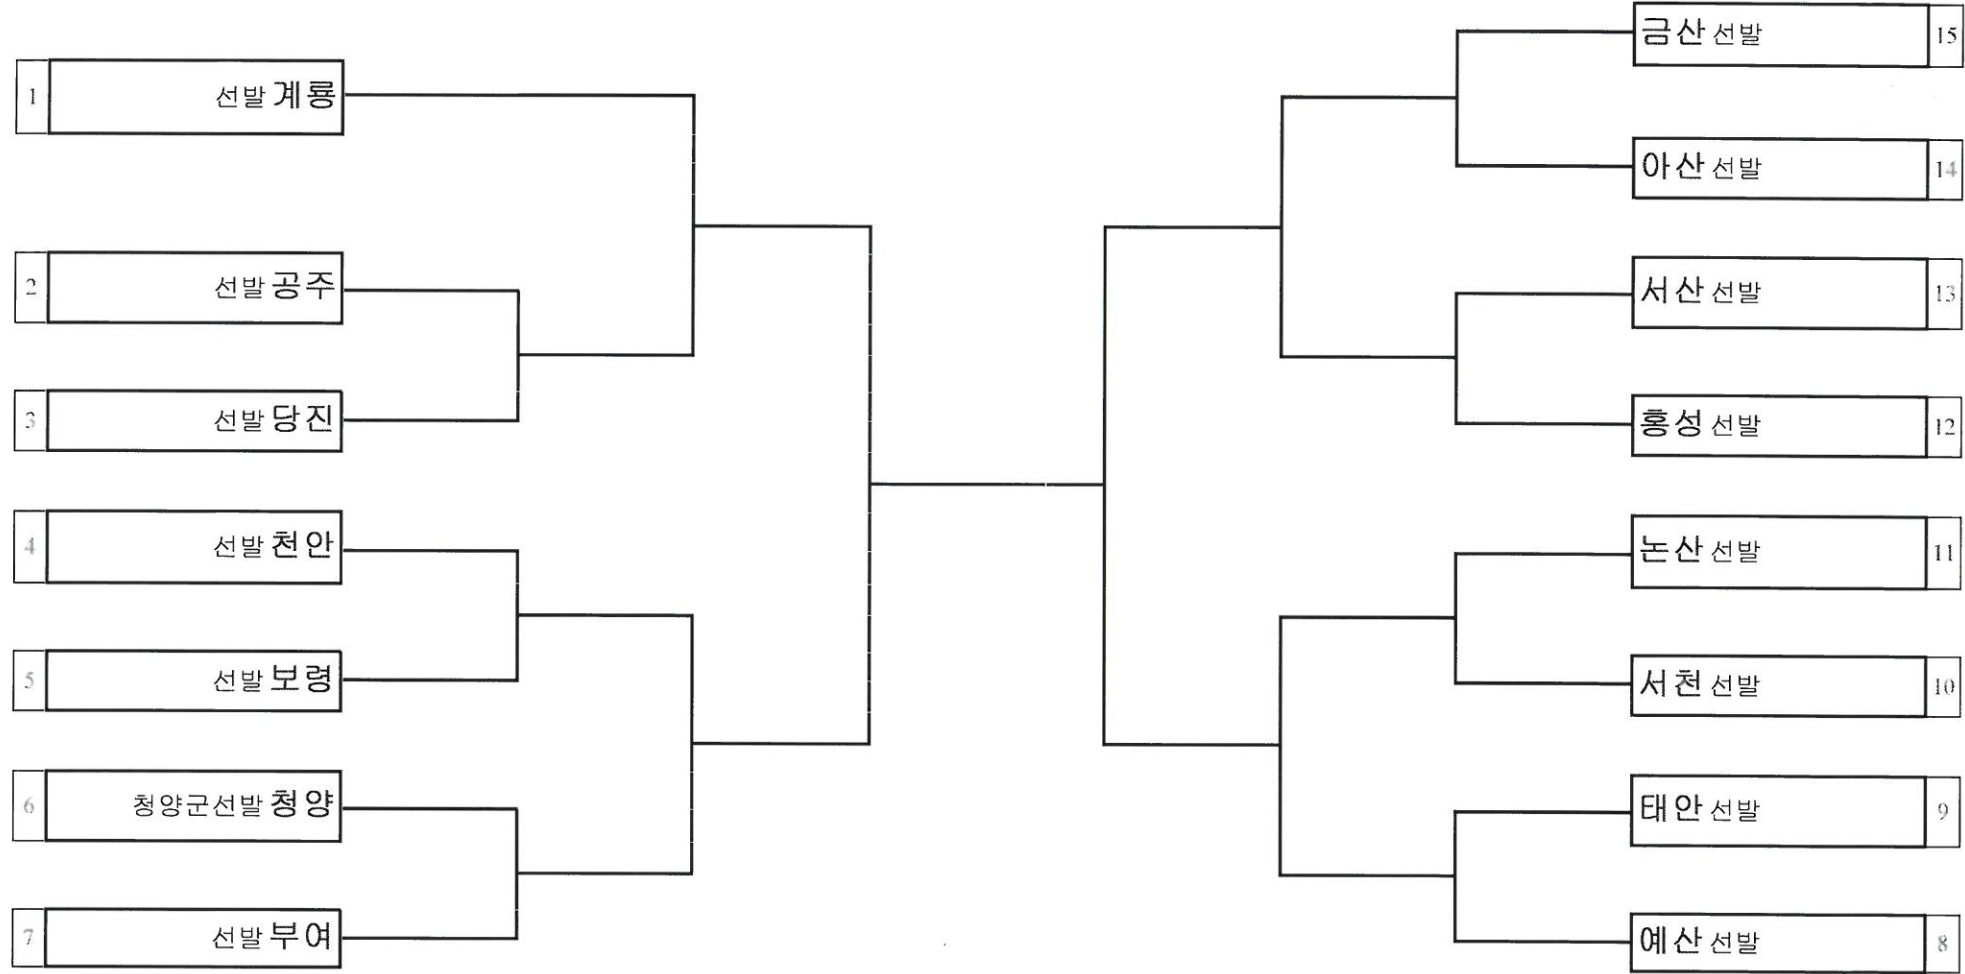 1 선발 계룡
2 선발 공주
3 선발 당진
4 선발 천안
5 선발 보령
6 청양군선발 청양
7 선발 부여
금산 선발 15
아산 선발 14
서산 선발 13
홍성 선발 12
논산 선발 11
서천 선발 10
태안 선발 9
예산 선발 8